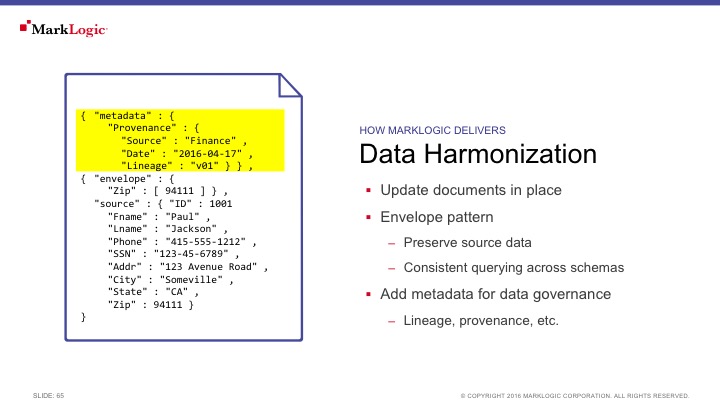 MarkLogic
{ "metadata" : {
"Provenance" : {
"Source" : "Finance" ,
"Date" : "2016-04-17" ,
"Lineage" : "v01" } } ,
{ "envelope" : {
"Zip" : [ 94111 ] } ,
"source" : { "ID" : 1001
"Fname" : "Paul" ,
"Lname" : "Jackson" ,
"Phone" : "415-555-1212" ,
"SSN" : "123-45-6789" ,
"Addr" : "123 Avenue Road" ,
"City" : "Someville" ,
"State" : "CA" ,
"Zip" : 94111 }
}
HOW MARKLOGIC DELIVERS
Data Harmonization
▪ Update documents in place
▪ Envelope pattern
– Preserve source data
– Consistent querying across schemas
▪ Add metadata for data governance
– Lineage, provenance, etc.
SLIDE: 65
© COPYRIGHT 2016 MARKLOGIC CORPORATION. ALL RIGHTS RESERVED.